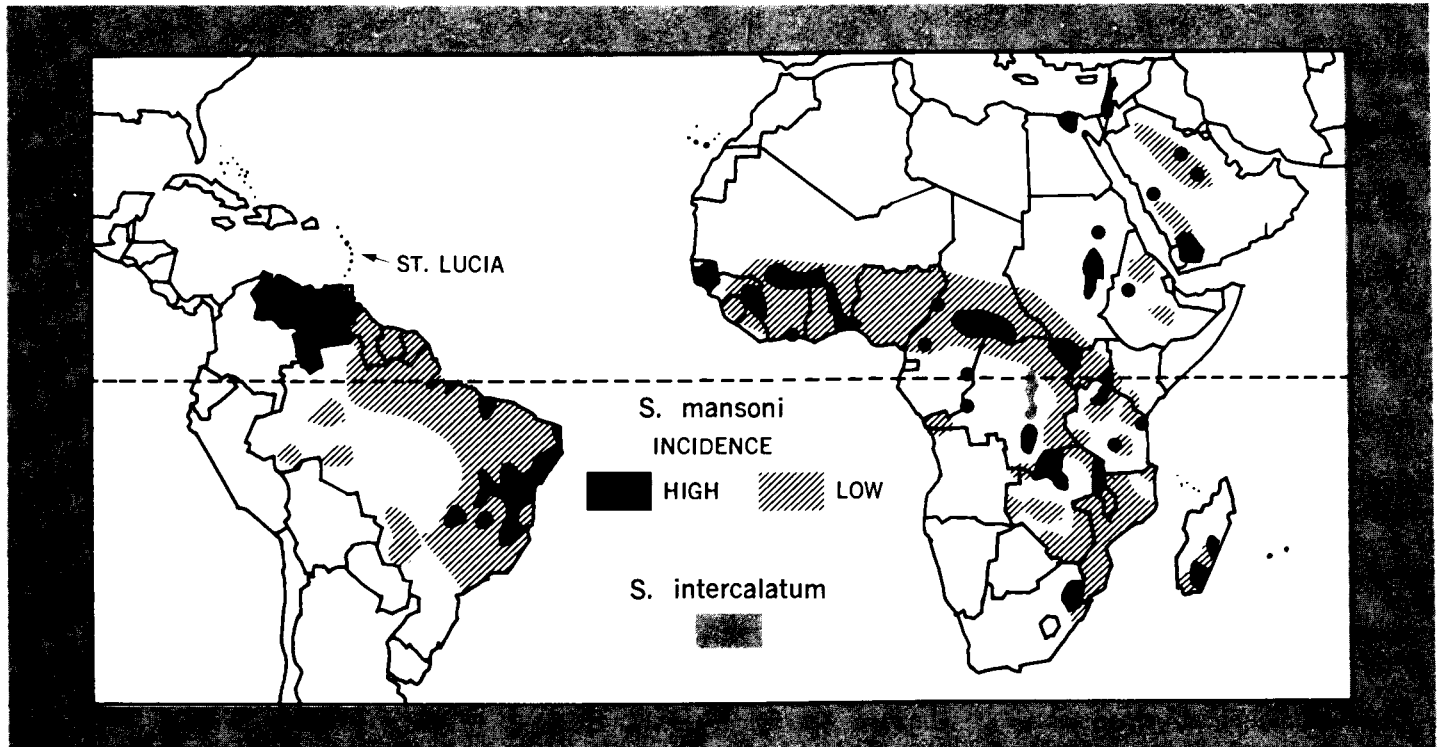 ST. LUCIA
S. mansoni
INCIDENCE
HIGH
LOW
S. intercalatum